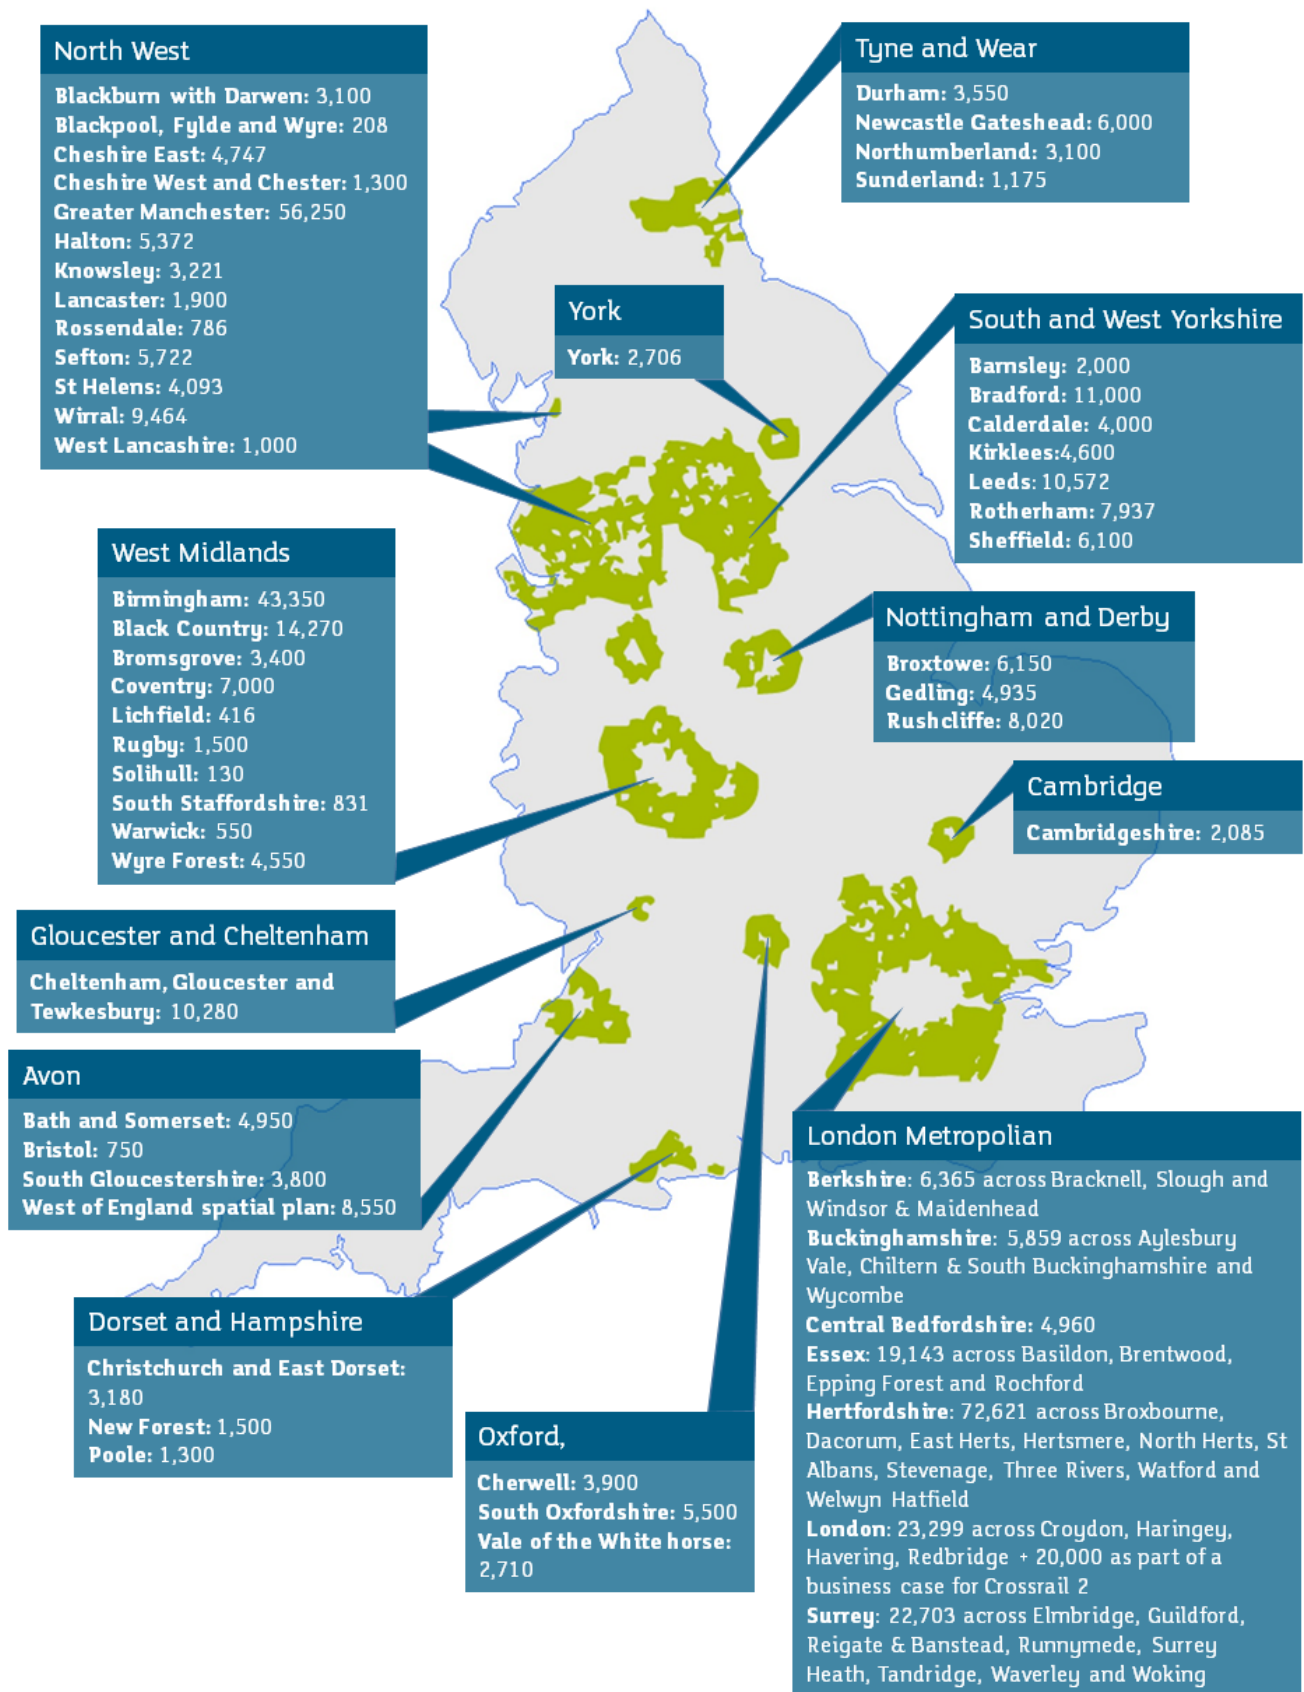 North West
Blackburn with Darwen: 3,100
Blackpool, Fylde and Wyre: 208
Cheshire East: 4,747
Cheshire West and Chester: 1,300
Greater Manchester: 56,250
Halton: 5,372
Knowsley: 3,221
Lancaster: 1,900
Rossendale: 786
Sefton: 5,722
St Helens: 4,093
Wirral: 9,464
West Lancashire: 1,000
Tyne and Wear
Durham: 3,550
Newcastle Gateshead: 6,000
Northumberland: 3,100
Sunderland: 1,175
York
York: 2,706
South and West Yorkshire
Barnsley: 2,000
Bradford: 11,000
Calderdale: 4,000
Kirklees:4,600
Leeds: 10,572
Rotherham: 7,937
Sheffield: 6,100
West Midlands
Birmingham: 43,350
Black Country: 14,270
Bromsgrove: 3,400
Coventry: 7,000
Lichfield: 416
Rugby: 1,500
Solihull: 130
South Staffordshire: 831
Warwick: 550
Wyre Forest: 4,550
Nottingham and Derby
Broxtowe: 6,150
Gedling: 4,935
Rushcliffe: 8,020
Cambridge
Cambridgeshire: 2,085
Gloucester and Cheltenham
Cheltenham, Gloucester and
Tewkesbury: 10,280
Avon
Bath and Somerset: 4,950
Bristol: 750
South Gloucestershire: 3,800
West of England spatial plan: 8,550
Dorset and Hampshire
Christchurch and East Dorset:
3,180
New Forest: 1,500
Poole: 1,300
Oxford,
Cherwell: 3,900
South Oxfordshire: 5,500
Vale of the White horse:
2,710
London Metropolian
Berkshire: 6,365 across Bracknell, Slough and
Windsor & Maidenhead
Buckinghamshire: 5,859 across Aylesbury
Vale, Chiltern & South Buckinghamshire and
Wycombe
Central Bedfordshire: 4,960
Essex: 19,143 across Basildon, Brentwood,
Epping Forest and Rochford
Hertfordshire: 72,621 across Broxbourne,
Dacorum, East Herts, Hertsmere, North Herts, St
Albans, Stevenage, Three Rivers, Watford and
Welwyn Hatfield
London: 23,299 across Croydon, Haringey,
Havering, Redbridge + 20,000 as part of a
business case for Crossrail 2
Surrey: 22,703 across Elmbridge, Guildford,
Reigate & Banstead, Runnymede, Surrey
Heath, Tandridge, Waverley and Woking